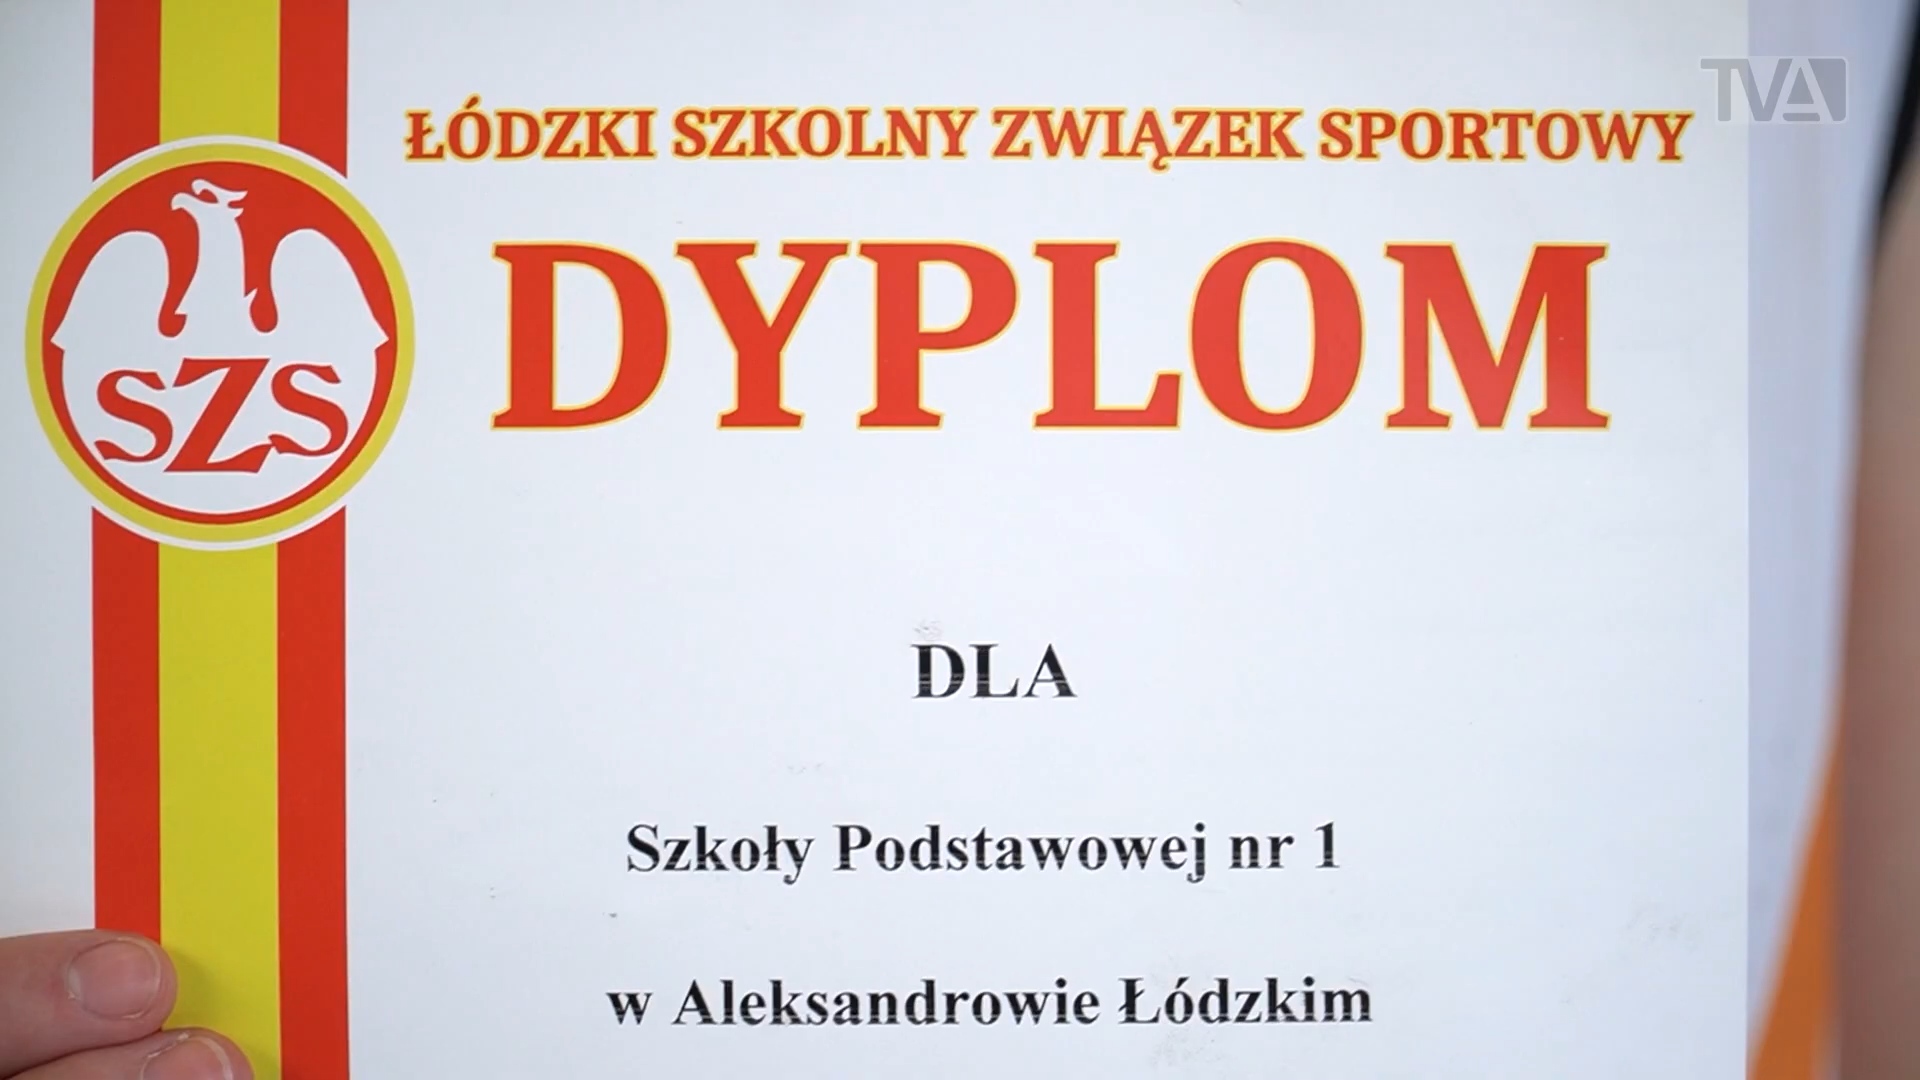 TVA
ŁÓDZKI SZKOLNY ZWIĄZEK SPORTOWY
DYPLOM
SZS
DLA
Szkoły Podstawowej nr 1
w Aleksandrowie Łódzkim